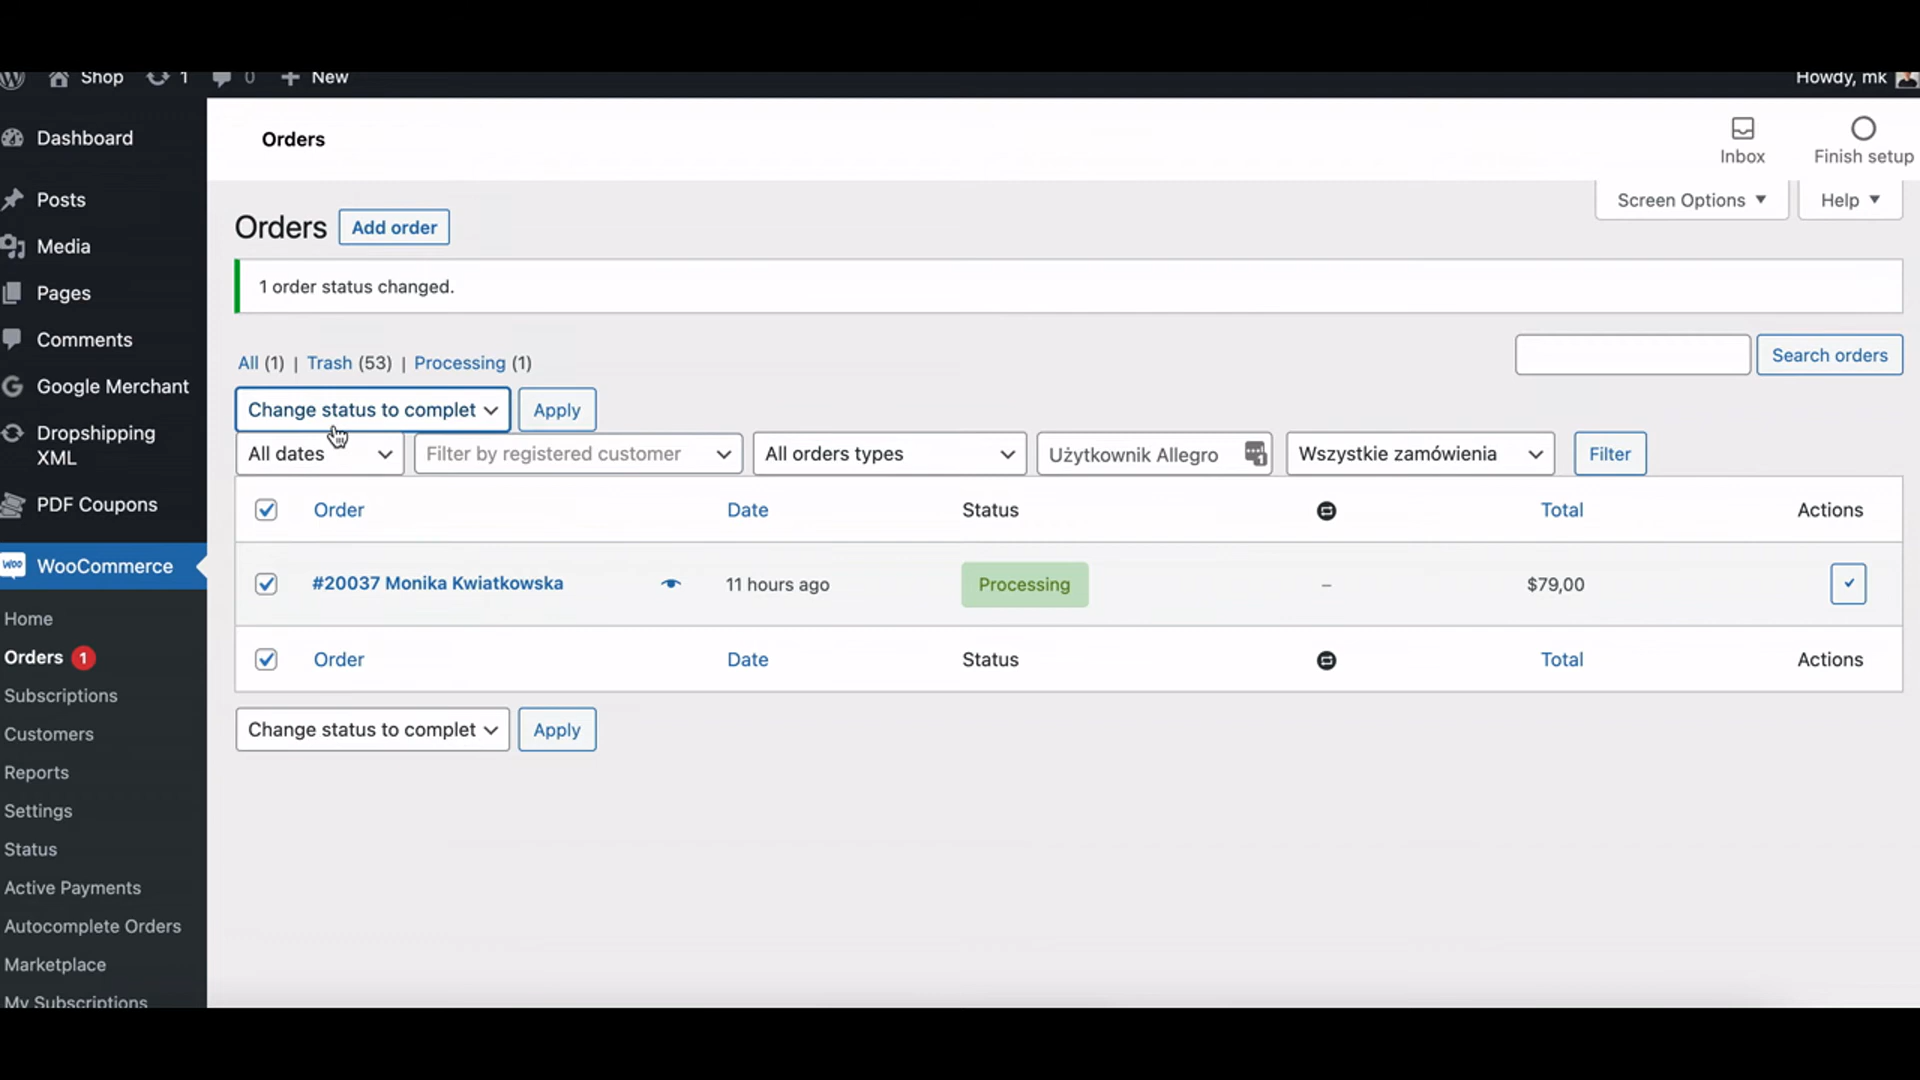 Shop 1 0 New Howdy, mk
Dashboard
Posts
Media
Pages
Comments
Google Merchant
Dropshipping
XML
PDF Coupons
WooCommerce
Home
Orders 1
Subscriptions
Customers
Reports
Settings
Status
Active Payments
Autocomplete Orders
Marketplace
My Subscriptions
Orders
Inbox
Finish setup
Screen Options ▼ Help ▼
Orders Add order
1 order status changed.
All (1) | Trash (53) | Processing (1)
Search orders
Change status to complet Apply
All dates Filter by registered customer All orders types Użytkownik Allegro 1 Wszystkie zamówienia Filter
Order Date Status Total Actions
#20037 Monika Kwiatkowska 11 hours ago Processing – $79,00
Order Date Status Total Actions
Change status to complet Apply